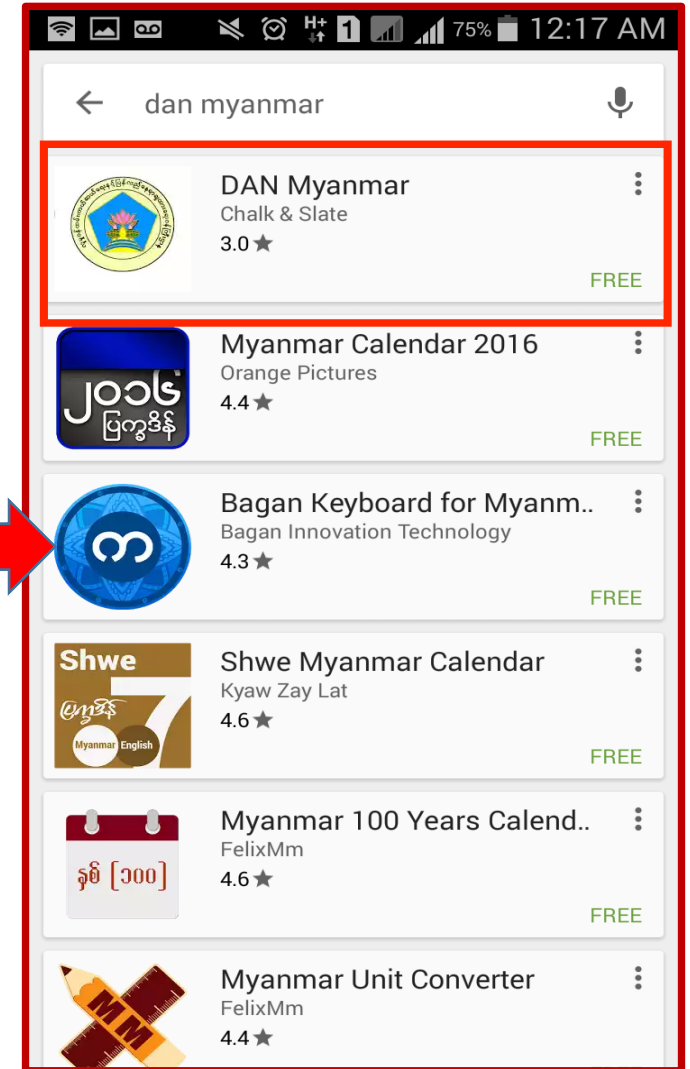 H+
1
75%
12:17 AM
dan myanmar
DAN Myanmar
Chalk & Slate
3.0★
FREE
၂၀၁၆
ပြက္ခဒိန်
Myanmar Calendar 2016
Orange Pictures
4.4★
FREE
က
Bagan Keyboard for Myanm..
Bagan Innovation Technology
4.3★
FREE
Shwe
7
ပြက္ခဒိန်
Myanmar English
Shwe Myanmar Calendar
Kyaw Zay Lat
4.6★
FREE
နှစ် [၁၀၀]
Myanmar 100 Years Calend..
FelixMm
4.6★
FREE
MM
Myanmar Unit Converter
FelixMm
4.4★